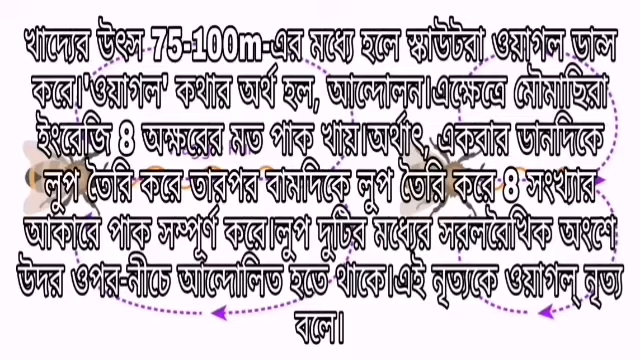 খাদ্যের উৎস 75-100m-এর মধ্যে হলে স্কাউটরা ওয়াগল ডান্স
করে।'ওয়াগল' কথার অর্থ হল, আন্দোলন।এক্ষেত্রে মৌমাছিরা
ইংরেজি 8 অক্ষরের মত পাক খায়।অর্থাৎ, একবার ডানদিকে
লুপ তৈরি করে তারপর বামদিকে লুপ তৈরি করে 8 সংখ্যার
আকারে পাক সম্পূর্ণ করে।লুপ দুটির মধ্যের সরলরৈখিক অংশে
উদর ওপর-নীচে আন্দোলিত হতে থাকে।এই নৃত্যকে ওয়াগল্ নৃত্য
বলে।